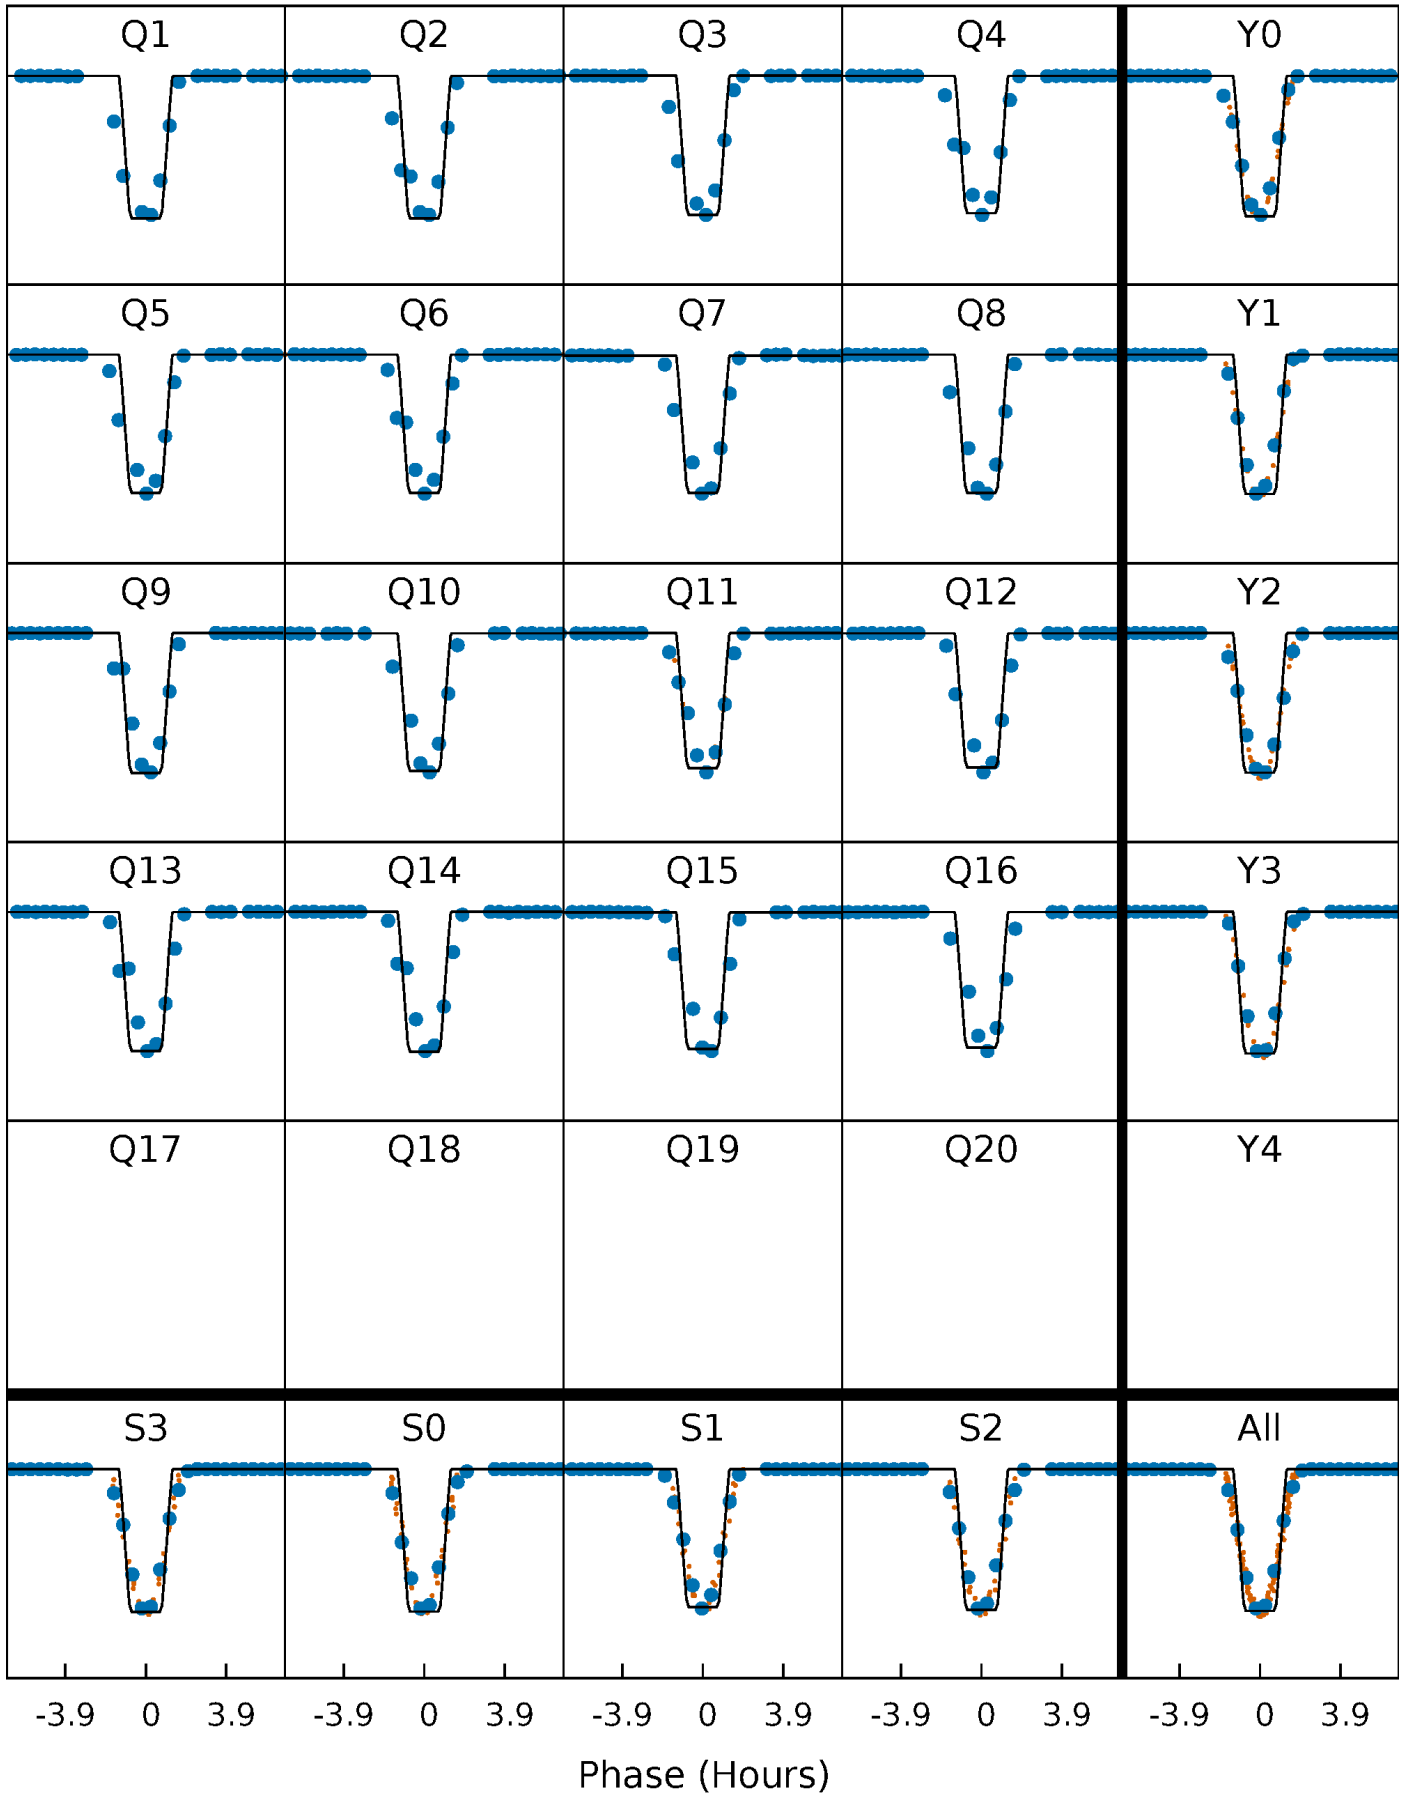 Q1 Q2 Q3 Q4 Y0
Q5 Q6 Q7 Q8 Y1
Q9 Q10 Q11 Q12 Y2
Q13 Q14 Q15 Q16 Y3
Q17 Q18 Q19 Q20 Y4
S3 S0 S1 S2 All
-3.9 0 3.9 -3.9 0 3.9 -3.9 0 3.9 -3.9 0 3.9 -3.9 0 3.9
Phase (Hours)